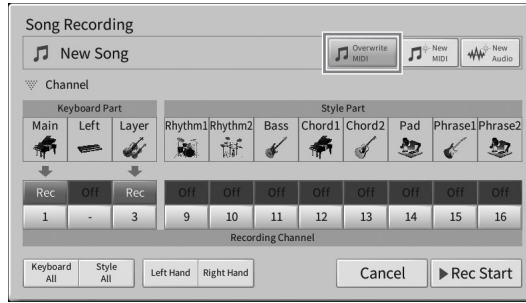 Song Recording
New Song
Overwrite
MIDI
New
MIDI
New
Audio
Channel
Keyboard Part
Style Part
Main Left Layer Rhythm1 Rhythm2 Bass Chord1 Chord2 Pad Phrase1 Phrase2
Rec Off Rec Off Off Off Off Off Off Off Off
1 - 3 9 10 11 12 13 14 15 16
Recording Channel
Keyboard
All
Style
All
Left Hand Right Hand
Cancel Rec Start